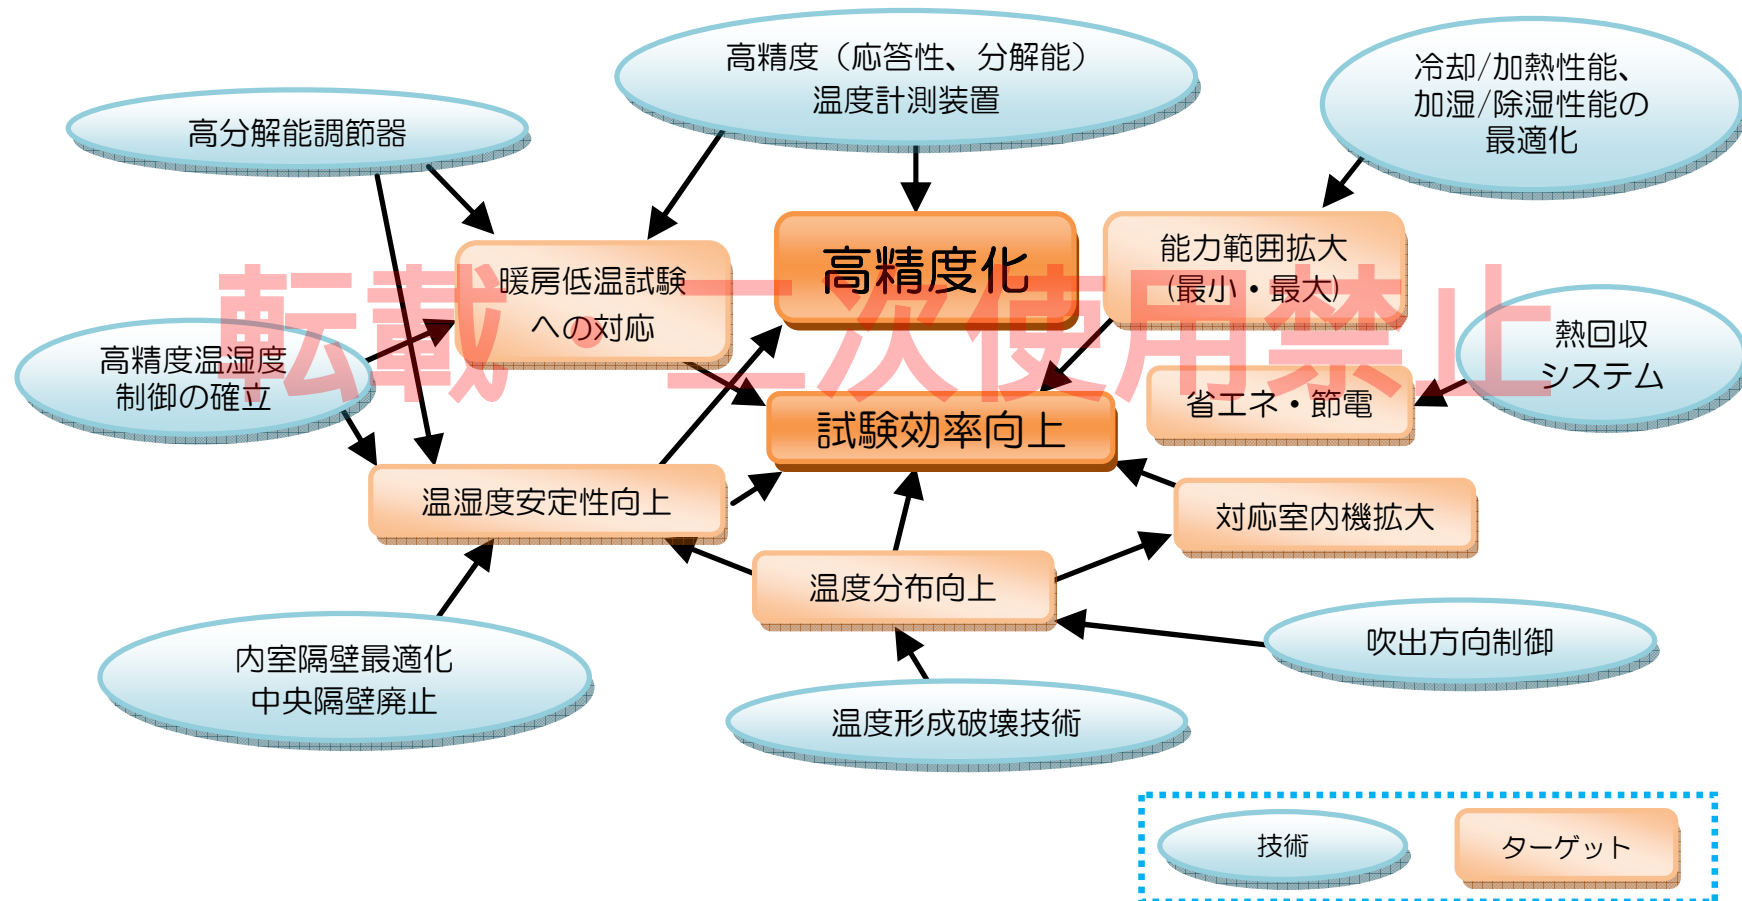 高精度（応答性、分解能）
温度計測装置
冷却/加熱性能、
加湿/除湿性能の
最適化
高分解能調節器
高精度化
能力範囲拡大
(最小・最大)
暖房低温試験
への対応
転載・二次使用禁止
熱回収
システム
高精度温湿度
制御の確立
省エネ・節電
試験効率向上
温湿度安定性向上
対応室内機拡大
温度分布向上
吹出方向制御
内室隔壁最適化
中央隔壁廃止
温度形成破壊技術
技術
ターゲット